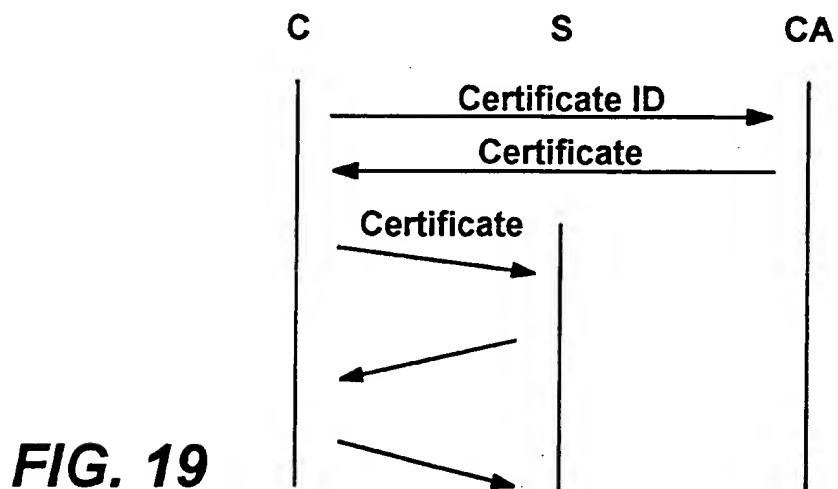 C S CA
Certificate ID
Certificate
Certificate
FIG. 19